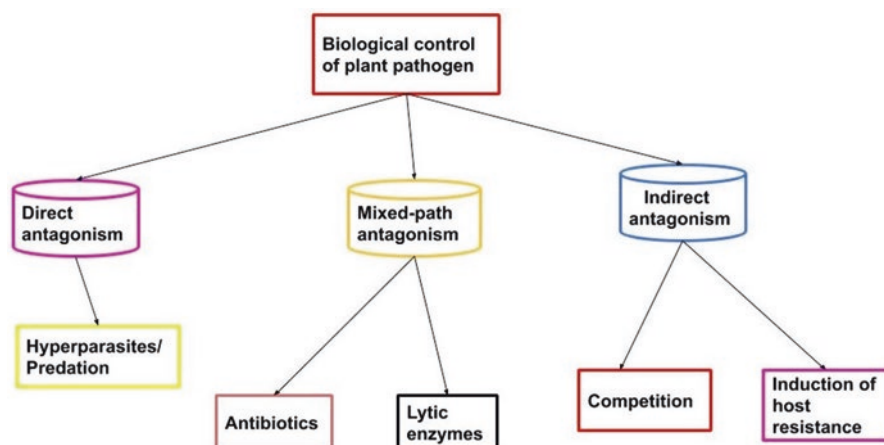 Biological control
of plant pathogen
Direct
antagonism
Mixed-path
antagonism
Indirect
antagonism
Hyperparasites/
Predation
Antibiotics
Lytic
enzymes
Competition
Induction of
host
resistance